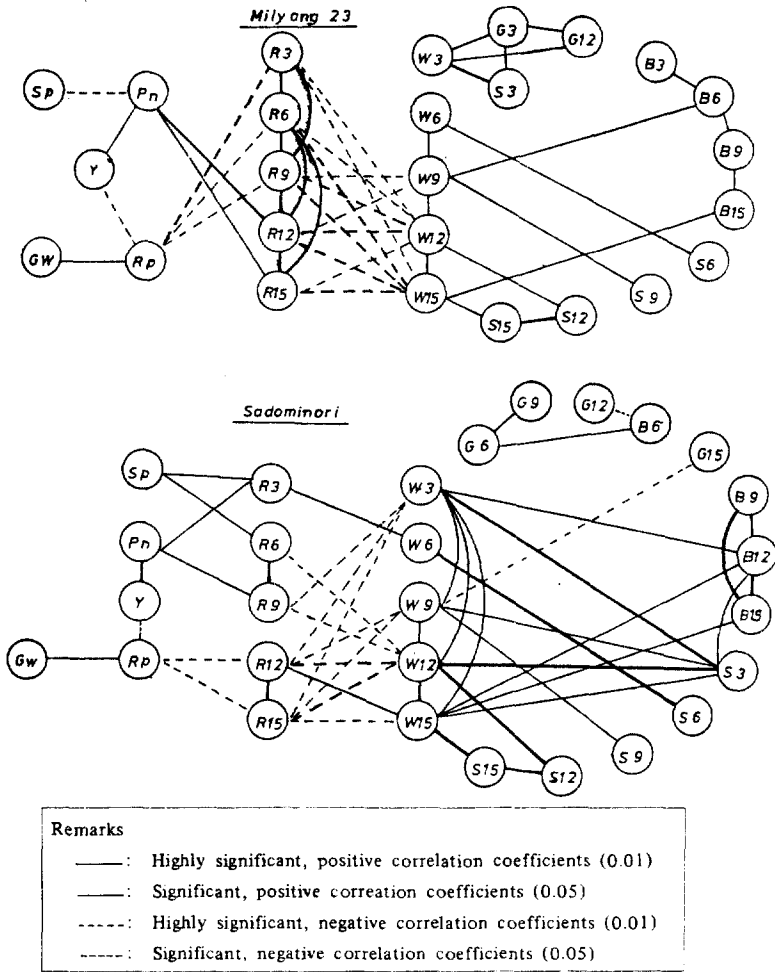 Milyang 23
R3
G3
G12
W3
S3
B3
Sp
Pn
R6
W6
B6
Y
R9
W9
B9
R12
W12
B15
GW
Rp
R15
W15
S6
S9
S15
S12
Sadominori
G9
G12
G6
B6
G15
Sp
R3
W3
B9
Pn
R6
W6
B12
Y
R9
W9
B15
Gw
Rp
R12
W12
S3
R15
W15
S6
S15
S12
S9
Remarks
——: Highly significant, positive correlation coefficients (0.01)
——: Significant, positive correation coefficients (0.05)
-----: Highly significant, negative correlation coefficients (0.01)
-----: Significant, negative correlation coefficients (0.05)